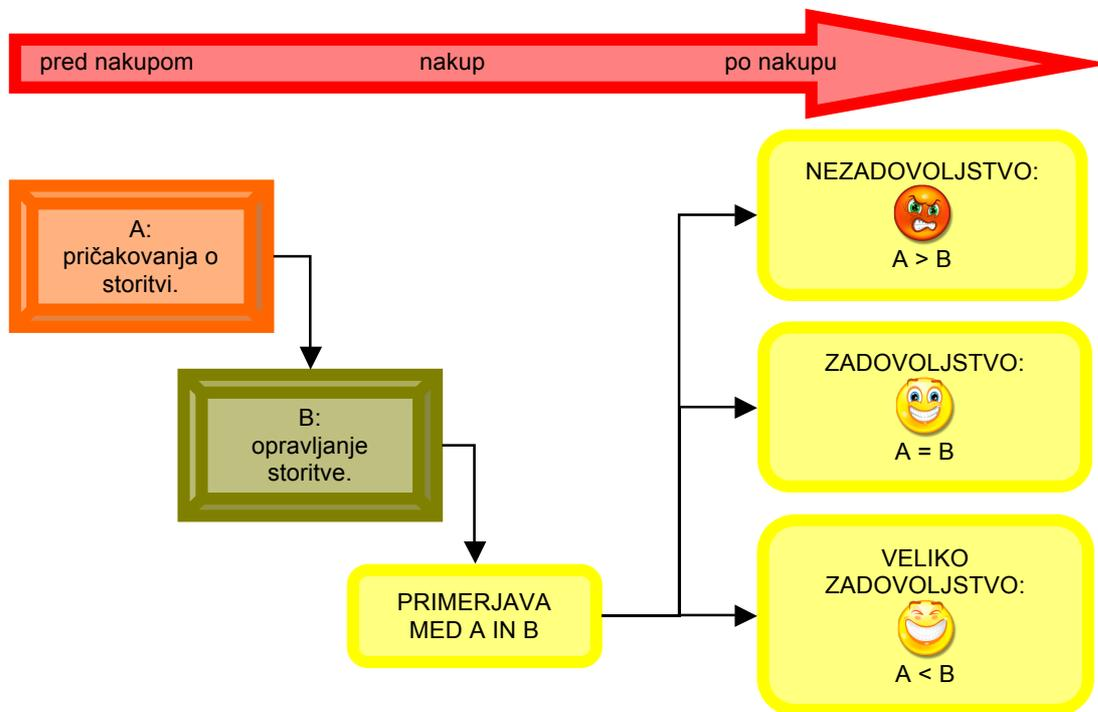 pred nakupom nakup po nakupu
A:
pričakovanja o
storitvi.
B:
opravljanje
storitve.
PRIMERJAVA
MED A IN B
NEZADOVOLJSTVO:
A > B
ZADOVOLJSTVO:
A = B
VELIKO
ZADOVOLJSTVO:
A < B